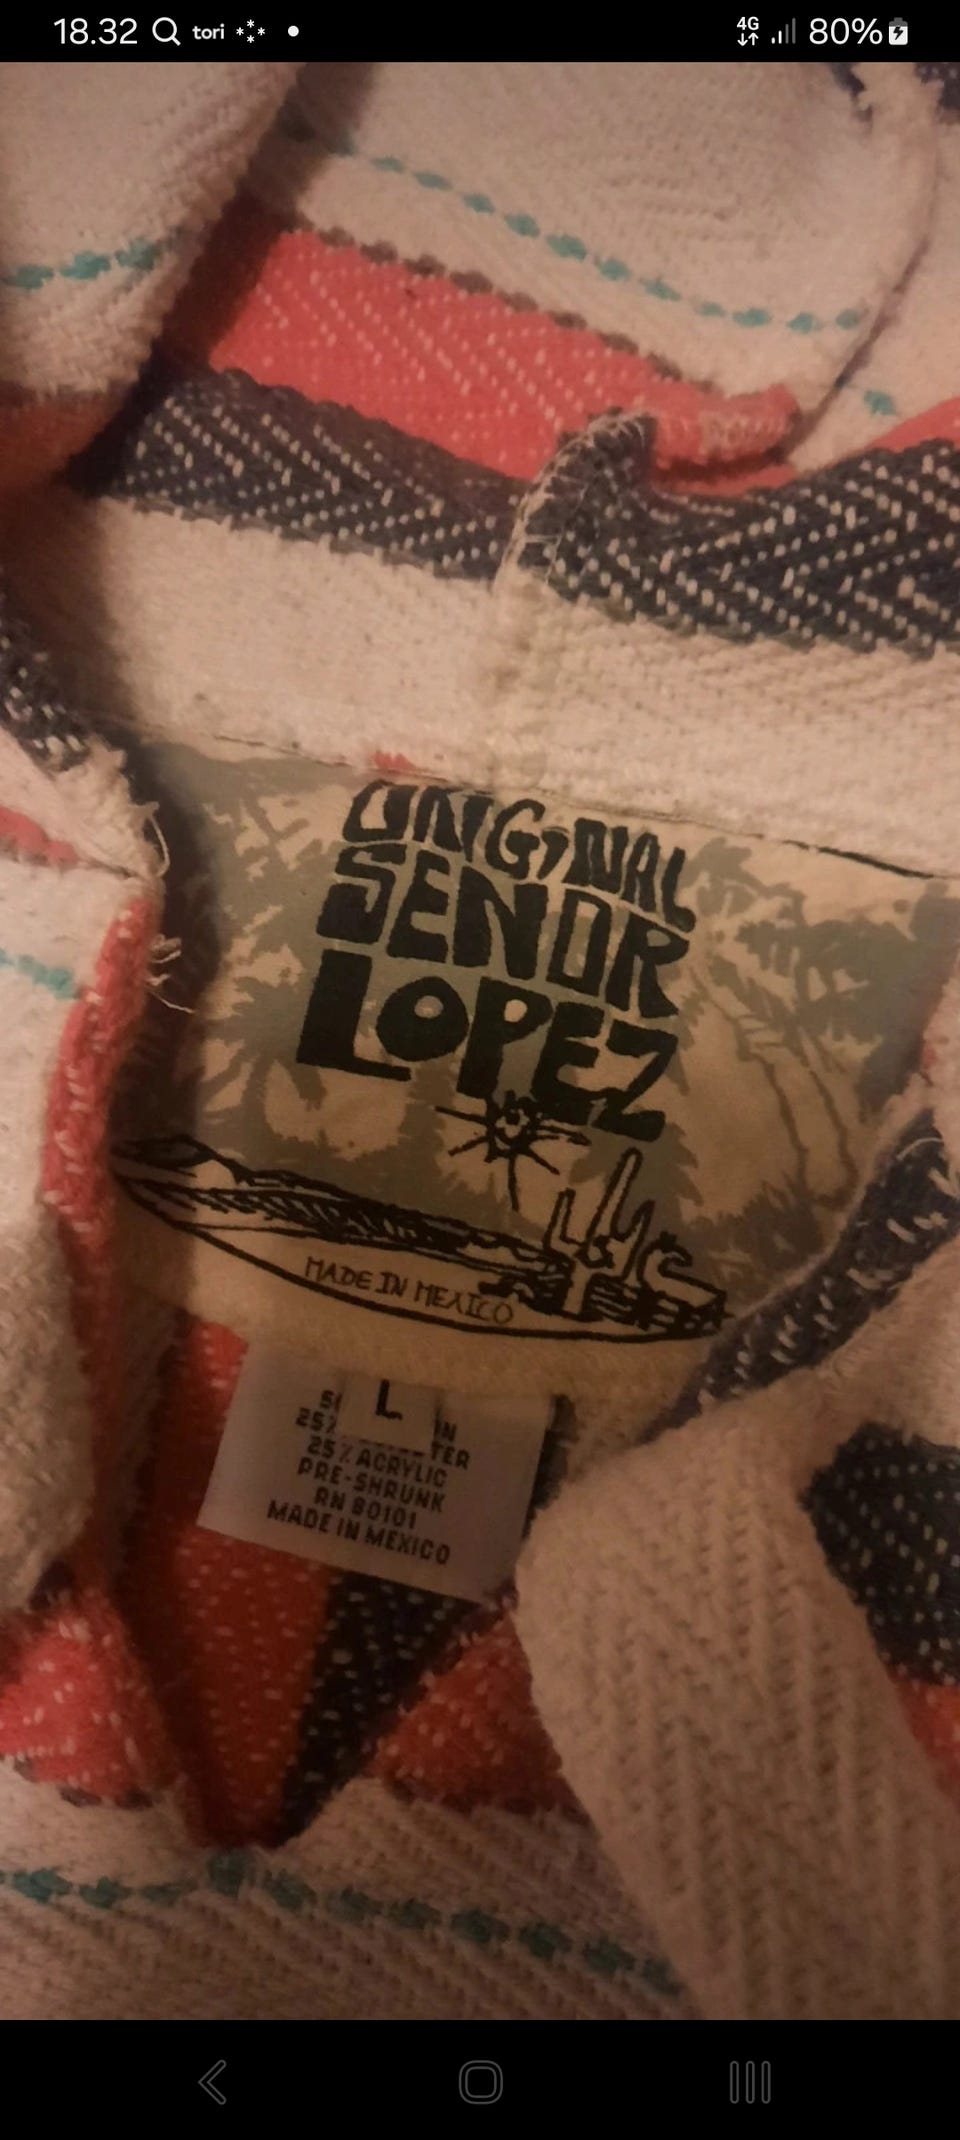 18.32 tori 4G 80%
ORIGINAL
SENOR
LOPEZ
MADE IN MEXICO
L
25%
25% ACRYLIC
PRE-SHRUNK
RN 80101
MADE IN MEXICO